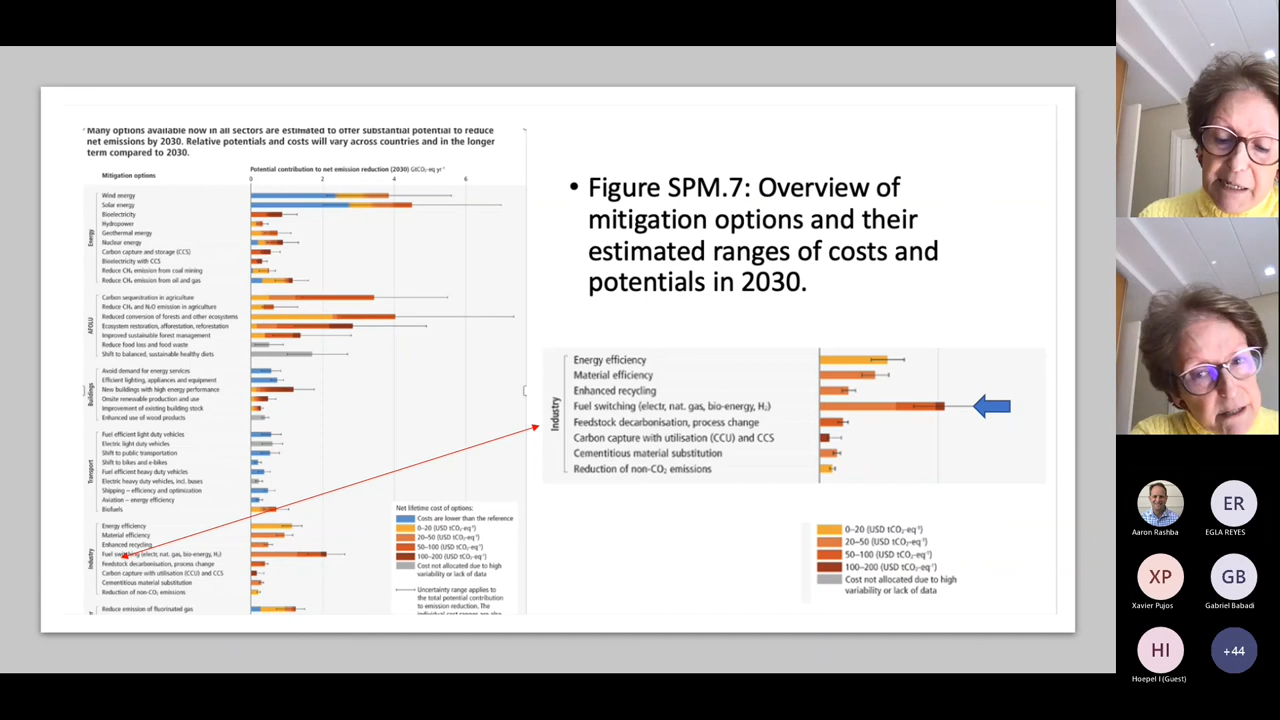 Many options available now in all sectors are estimated to offer substantial potential to reduce
net emissions by 2030. Relative potentials and costs will vary across countries and in the longer
term compared to 2030.
Mitigation options
Potential contribution to net emission reduction (2030) GtCO₂-eq yr⁻¹
0 2 4 6
Energy
Wind energy
Solar energy
Bioelectricity
Hydropower
Geothermal energy
Nuclear energy
Carbon capture and storage (CCS)
Bioelectricity with CCS
Reduce CH₄ emission from coal mining
Reduce CH₄ emission from oil and gas
AFOLU
Carbon sequestration in agriculture
Reduce CH₄ and N₂O emission in agriculture
Reduced conversion of forests and other ecosystems
Ecosystem restoration, afforestation, reforestation
Improved sustainable forest management
Reduce food loss and food waste
Shift to balanced, sustainable healthy diets
Buildings
Avoid demand for energy services
Efficient lighting, appliances and equipment
New buildings with high energy performance
Onsite renewable production and use
Improvement of existing building stock
Enhanced use of wood products
Transport
Fuel efficient light duty vehicles
Electric light duty vehicles
Shift to public transportation
Shift to bikes and e-bikes
Fuel efficient heavy duty vehicles
Electric heavy duty vehicles, incl. buses
Shipping – efficiency and optimization
Aviation – energy efficiency
Biofuels
Industry
Energy efficiency
Material efficiency
Enhanced recycling
Fuel switching (electr, nat. gas, bio-energy, H₂)
Feedstock decarbonisation, process change
Carbon capture with utilisation (CCU) and CCS
Cementitious material substitution
Reduction of non-CO₂ emissions
Reduce emission of fluorinated gas
Net lifetime cost of options:
Costs are lower than the reference
0–20 (USD tCO₂-eq⁻¹)
20–50 (USD tCO₂-eq⁻¹)
50–100 (USD tCO₂-eq⁻¹)
100–200 (USD tCO₂-eq⁻¹)
Cost not allocated due to high
variability or lack of data
Uncertainty range applies to
the total potential contribution
to emission reduction. The
individual cost ranges are also
• Figure SPM.7: Overview of
mitigation options and their
estimated ranges of costs and
potentials in 2030.
Industry
Energy efficiency
Material efficiency
Enhanced recycling
Fuel switching (electr, nat. gas, bio-energy, H₂)
Feedstock decarbonisation, process change
Carbon capture with utilisation (CCU) and CCS
Cementitious material substitution
Reduction of non-CO₂ emissions
0–20 (USD tCO₂-eq⁻¹)
20–50 (USD tCO₂-eq⁻¹)
50–100 (USD tCO₂-eq⁻¹)
100–200 (USD tCO₂-eq⁻¹)
Cost not allocated due to high
variability or lack of data
Aaron Rashba
ER
EGLA REYES
XP
Xavier Pujos
GB
Gabriel Babadi
HI
Hoepel I (Guest)
+44